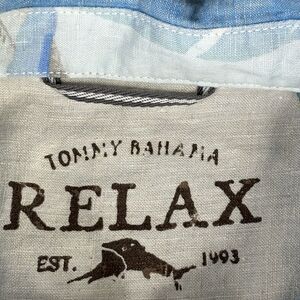 TOMMY BAHAMA
RELAX
EST. 1993